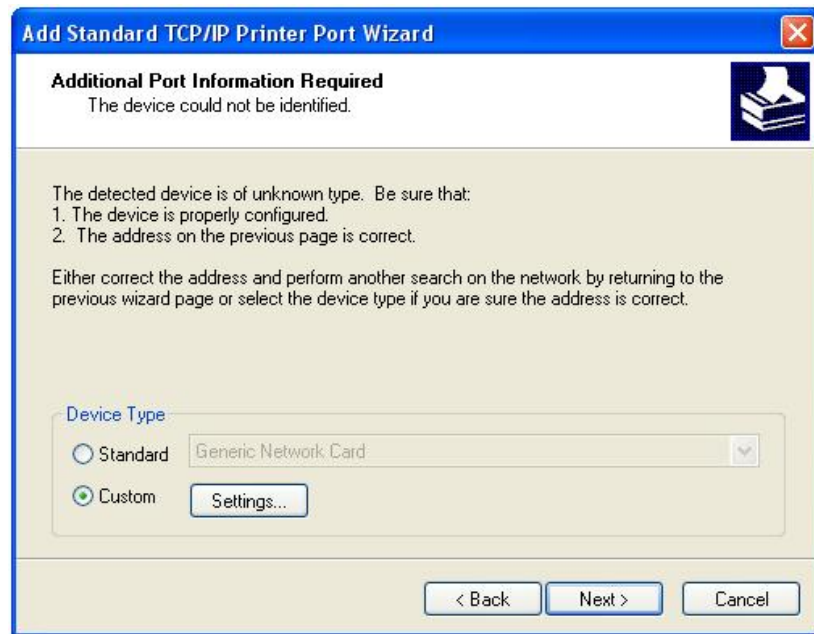 Add Standard TCP/IP Printer Port Wizard
Additional Port Information Required
The device could not be identified.
The detected device is of unknown type.  Be sure that:
1. The device is properly configured.
2.  The address on the previous page is correct.
Either correct the address and perform another search on the network by returning to the
previous wizard page or select the device type if you are sure the address is correct.
Device Type
Standard
Generic Network Card
Custom
Settings...
< Back
Next >
Cancel